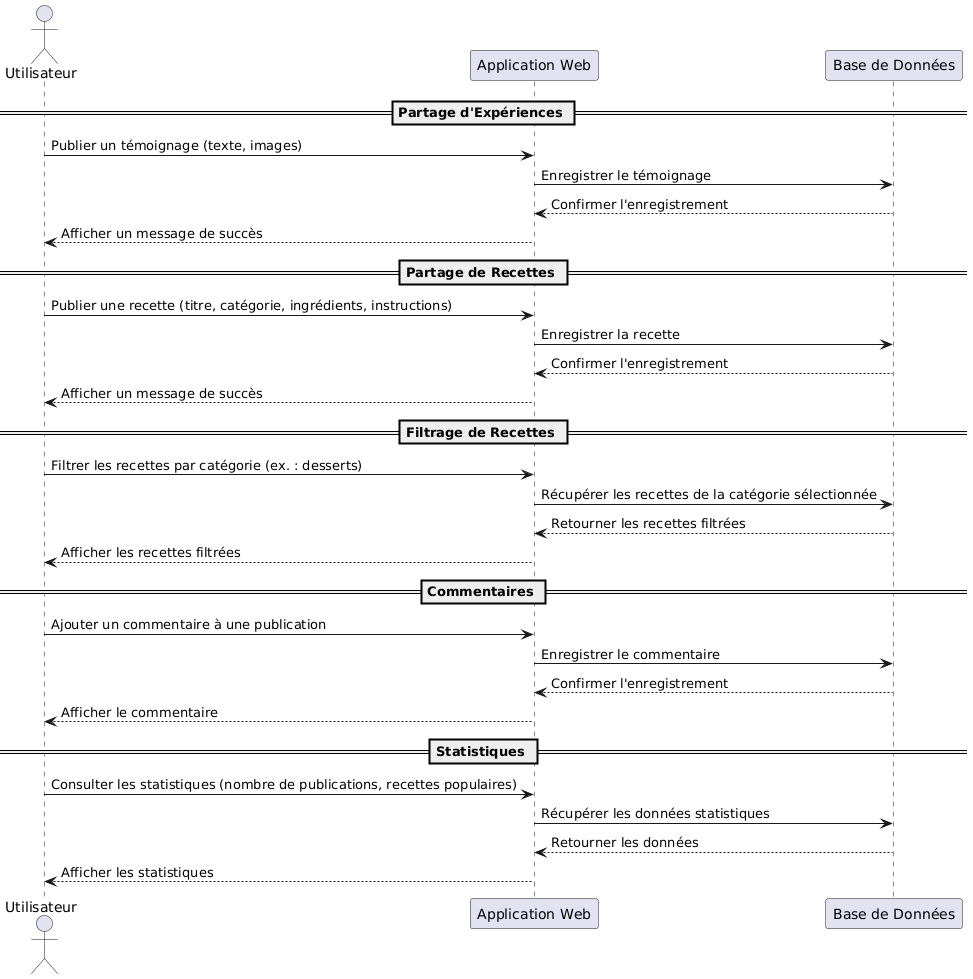 Utilisateur
Application Web
Base de Données
Partage d'Expériences
Publier un témoignage (texte, images)
Enregistrer le témoignage
Confirmer l'enregistrement
Afficher un message de succès
Partage de Recettes
Publier une recette (titre, catégorie, ingrédients, instructions)
Enregistrer la recette
Confirmer l'enregistrement
Afficher un message de succès
Filtrage de Recettes
Filtrer les recettes par catégorie (ex. : desserts)
Récupérer les recettes de la catégorie sélectionnée
Retourner les recettes filtrées
Afficher les recettes filtrées
Commentaires
Ajouter un commentaire à une publication
Enregistrer le commentaire
Confirmer l'enregistrement
Afficher le commentaire
Statistiques
Consulter les statistiques (nombre de publications, recettes populaires)
Récupérer les données statistiques
Retourner les données
Afficher les statistiques
Utilisateur
Application Web
Base de Données